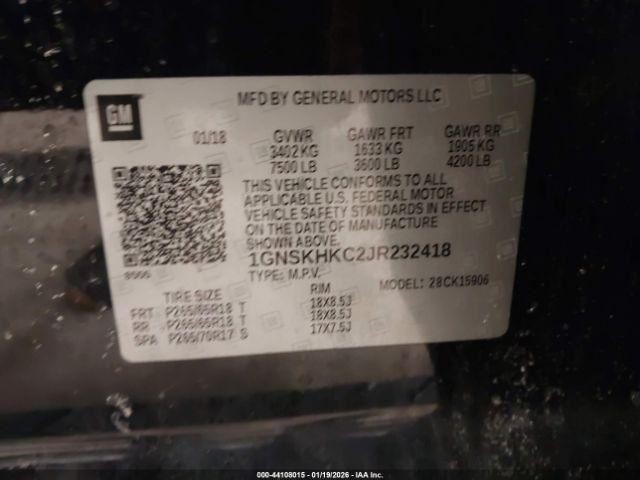 GM
MFD BY GENERAL MOTORS LLC
01/18 GVWR GAWR FRT GAWR RR
3402 KG 1633 KG 1905 KG
7500 LB 3600 LB 4200 LB
THIS VEHICLE CONFORMS TO ALL
APPLICABLE U.S. FEDERAL MOTOR
VEHICLE SAFETY STANDARDS IN EFFECT
ON THE DATE OF MANUFACTURE
SHOWN ABOVE.
1GNSKHKC2JR232418
TYPE: M.P.V. MODEL: 28CK15906
TIRE SIZE RIM
FRT P265/65R18 T 18X8.5J
RR P265/65R18 T 18X8.5J
SPA P265/70R17 S 17X7.5J
000-44108015 — 01/19/2026 — IAA Inc.